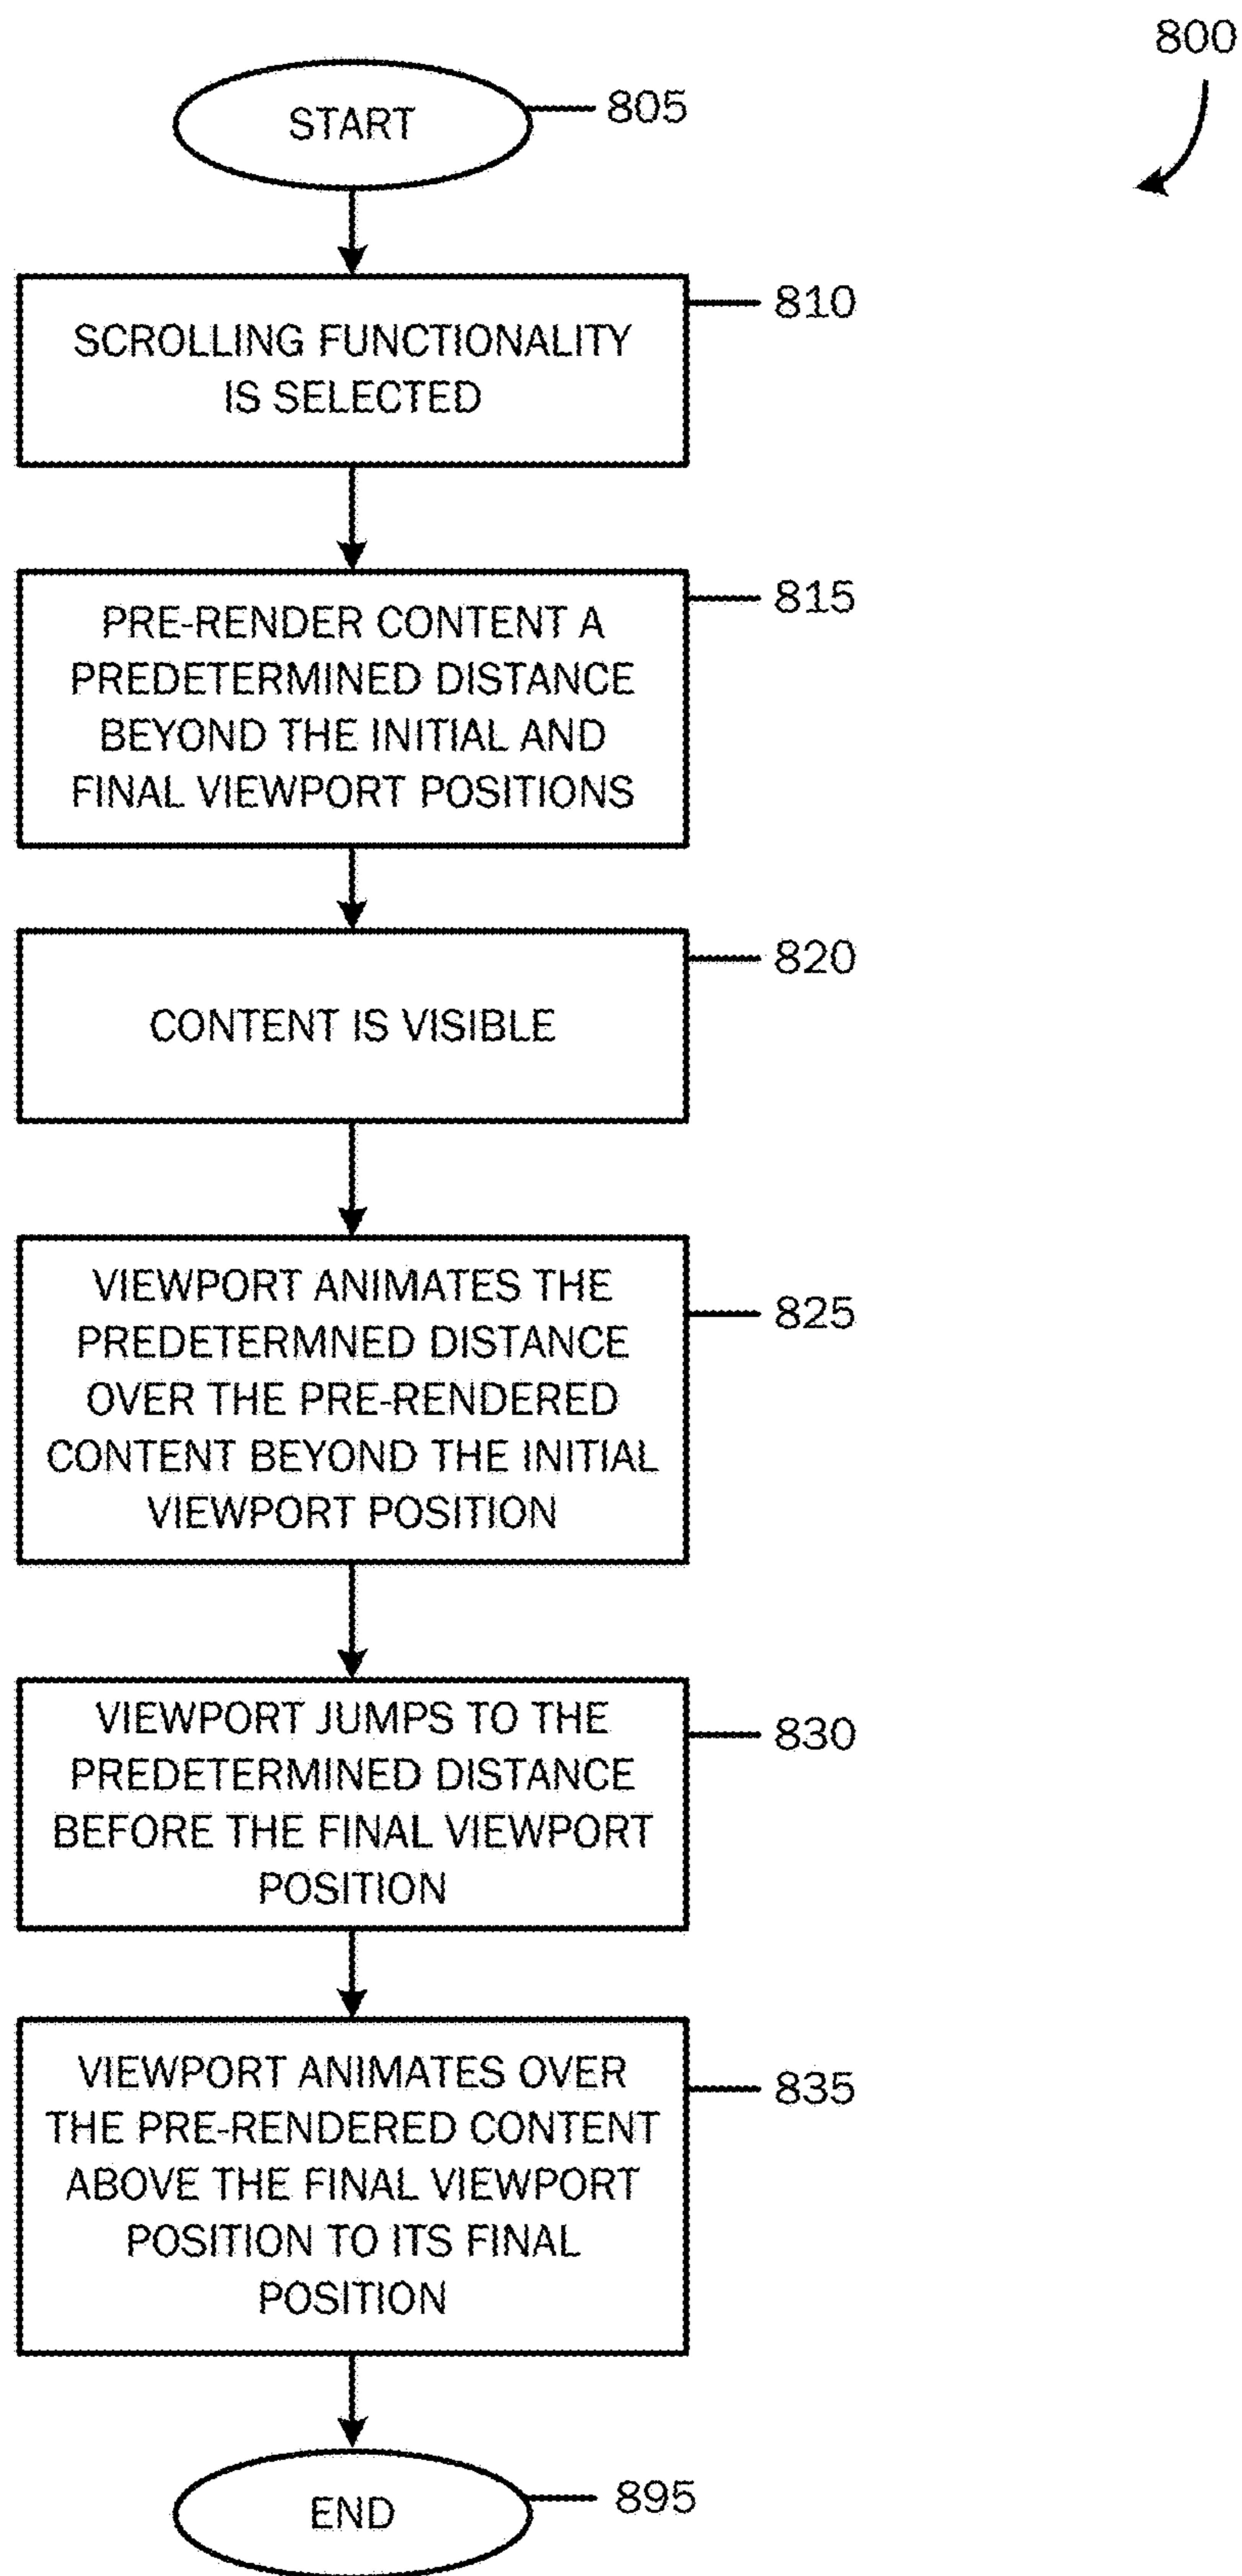 800
START
805
SCROLLING FUNCTIONALITY
IS SELECTED
810
PRE-RENDER CONTENT A
PREDETERMINED DISTANCE
BEYOND THE INITIAL AND
FINAL VIEWPORT POSITIONS
815
CONTENT IS VISIBLE
820
VIEWPORT ANIMATES THE
PREDETERMNED DISTANCE
OVER THE PRE-RENDERED
CONTENT BEYOND THE INITIAL
VIEWPORT POSITION
825
VIEWPORT JUMPS TO THE
PREDETERMINED DISTANCE
BEFORE THE FINAL VIEWPORT
POSITION
830
VIEWPORT ANIMATES OVER
THE PRE-RENDERED CONTENT
ABOVE THE FINAL VIEWPORT
POSITION TO ITS FINAL
POSITION
835
END
895